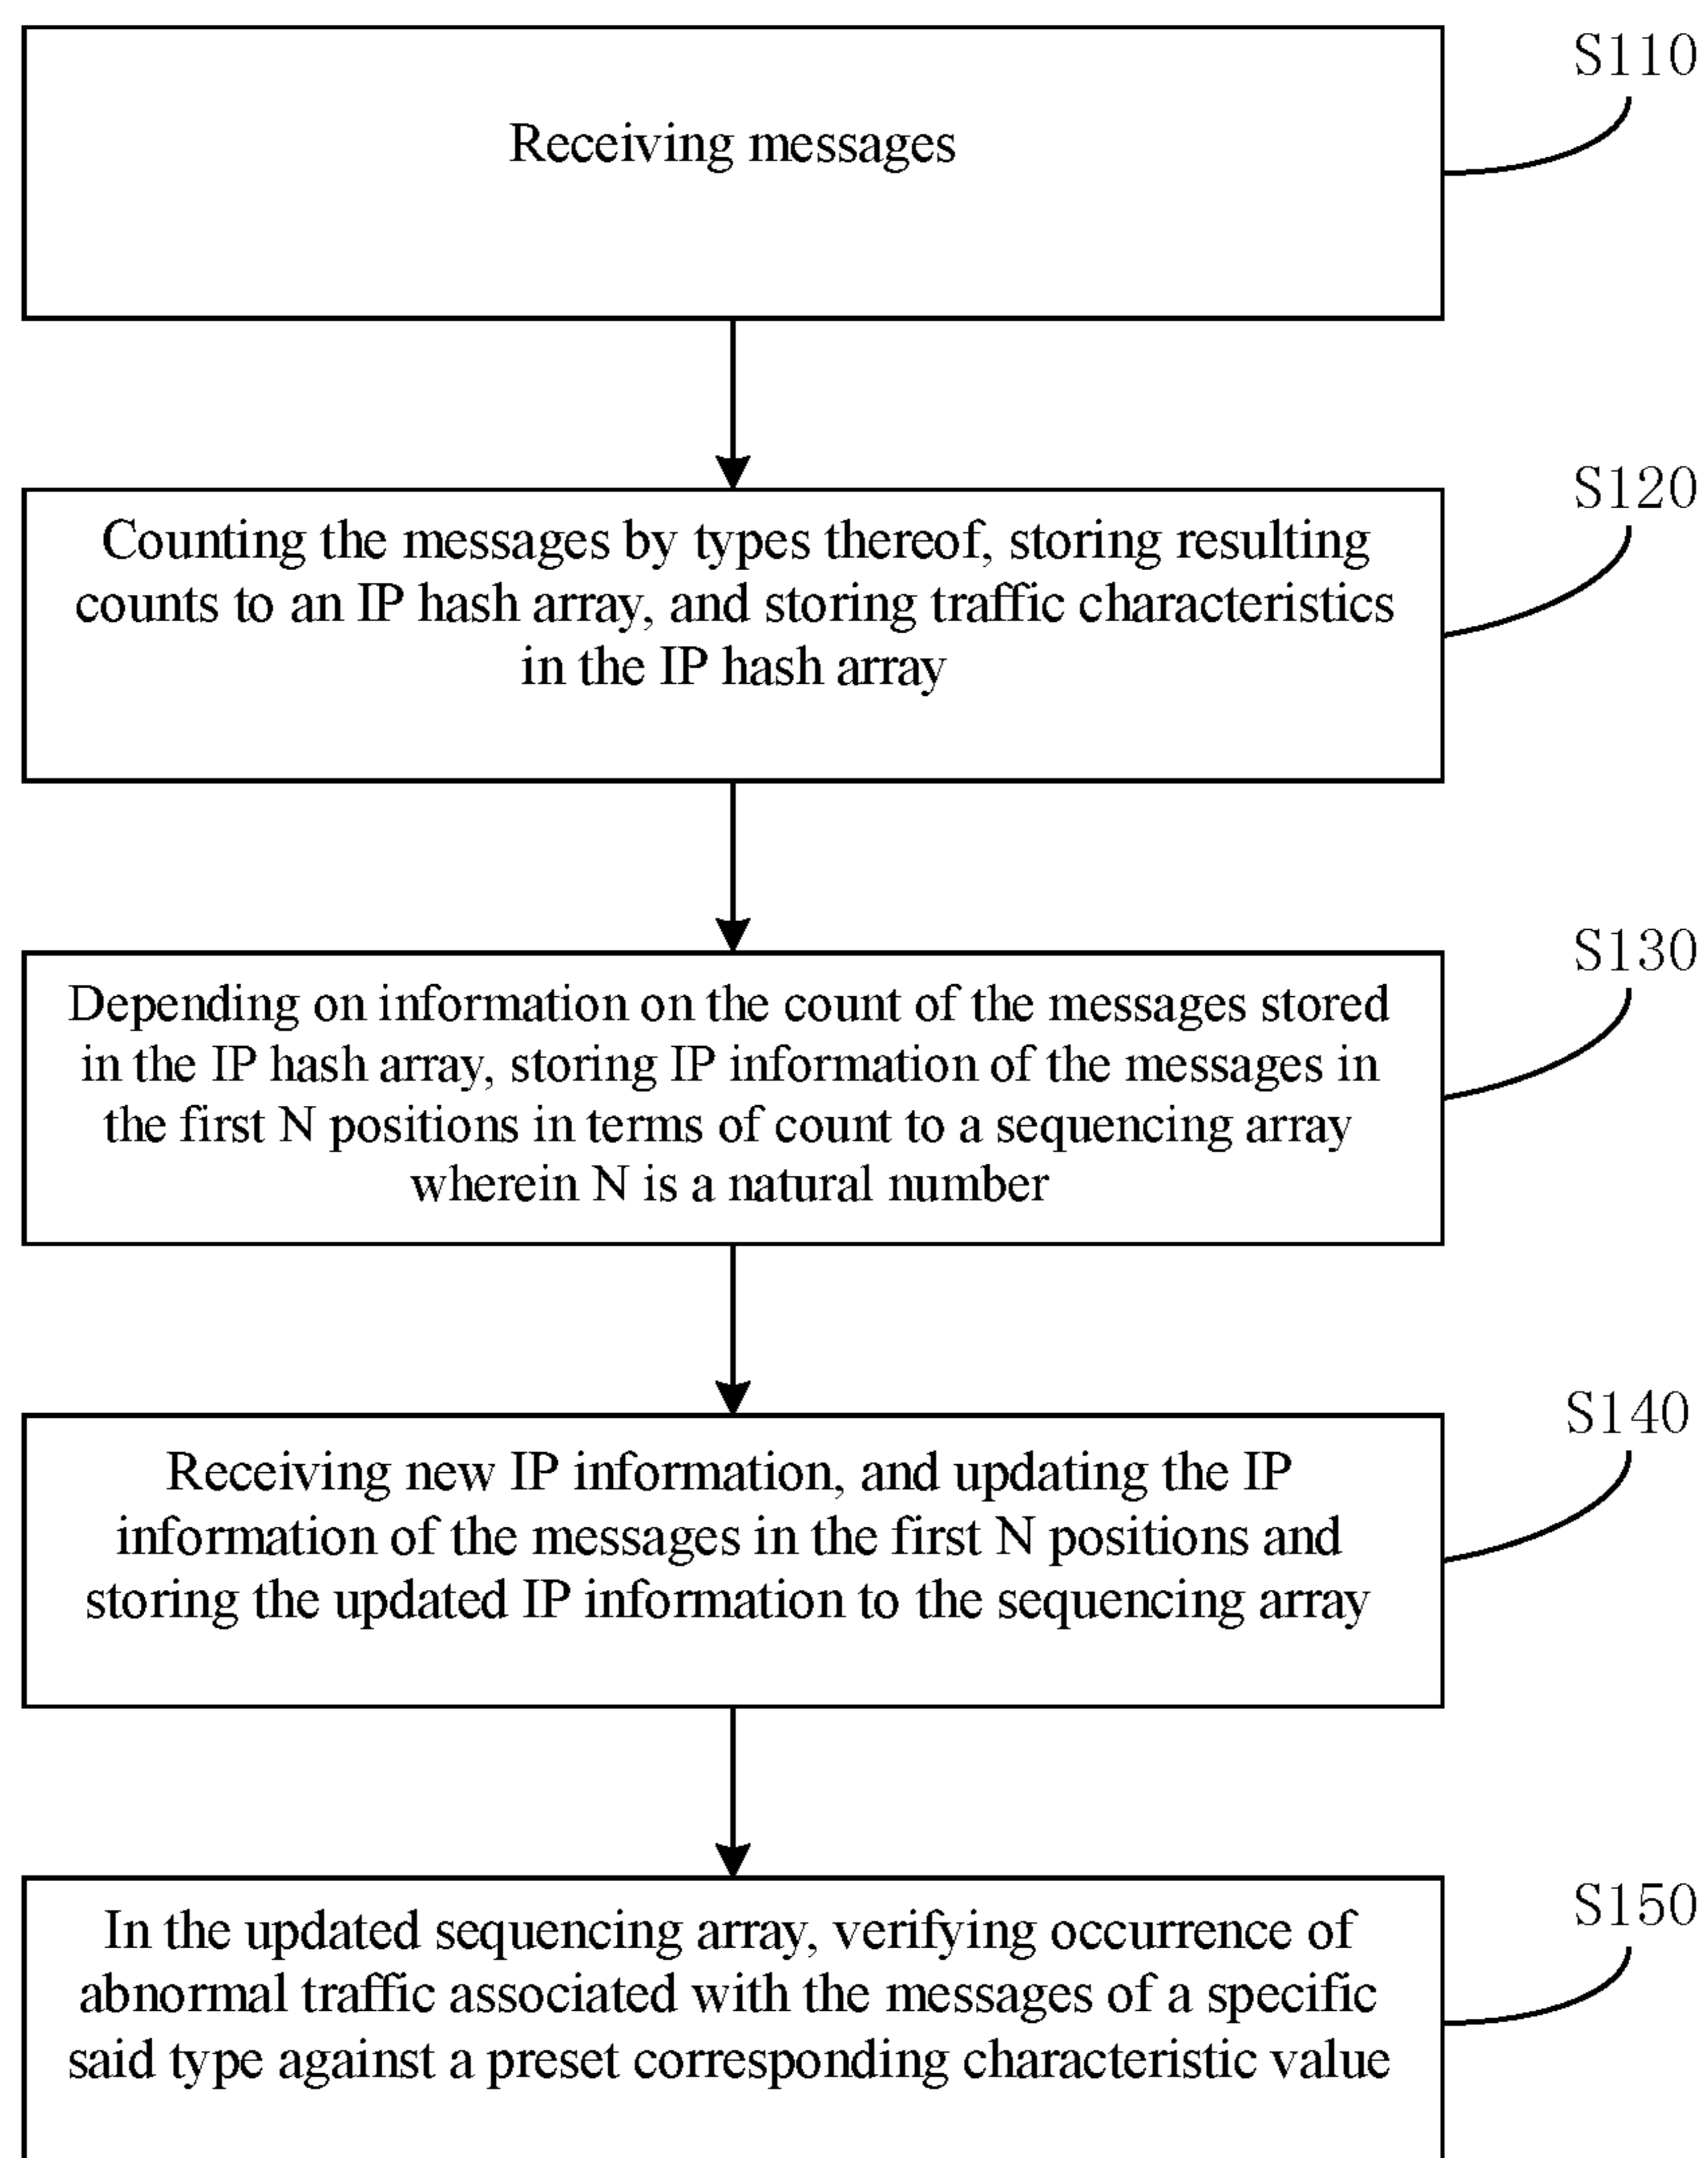 S110
Receiving messages
S120
Counting the messages by types thereof, storing resulting
counts to an IP hash array, and storing traffic characteristics
in the IP hash array
S130
Depending on information on the count of the messages stored
in the IP hash array, storing IP information of the messages in
the first N positions in terms of count to a sequencing array
wherein N is a natural number
S140
Receiving new IP information, and updating the IP
information of the messages in the first N positions and
storing the updated IP information to the sequencing array
S150
In the updated sequencing array, verifying occurrence of
abnormal traffic associated with the messages of a specific
said type against a preset corresponding characteristic value